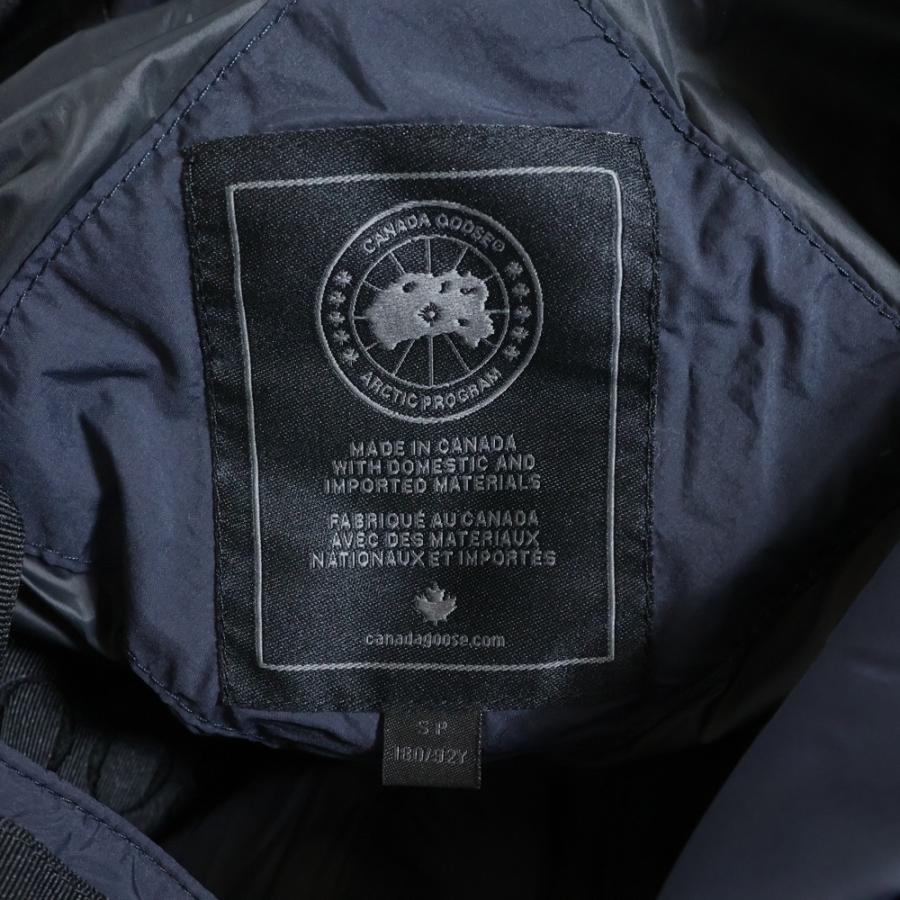 CANADA GOOSE®
ARCTIC PROGRAM
MADE IN CANADA
WITH DOMESTIC AND
IMPORTED MATERIALS
FABRIQUÉ AU CANADA
AVEC DES MATERIAUX
NATIONAUX ET IMPORTÉS
canadagoose.com
S P
180/92Y